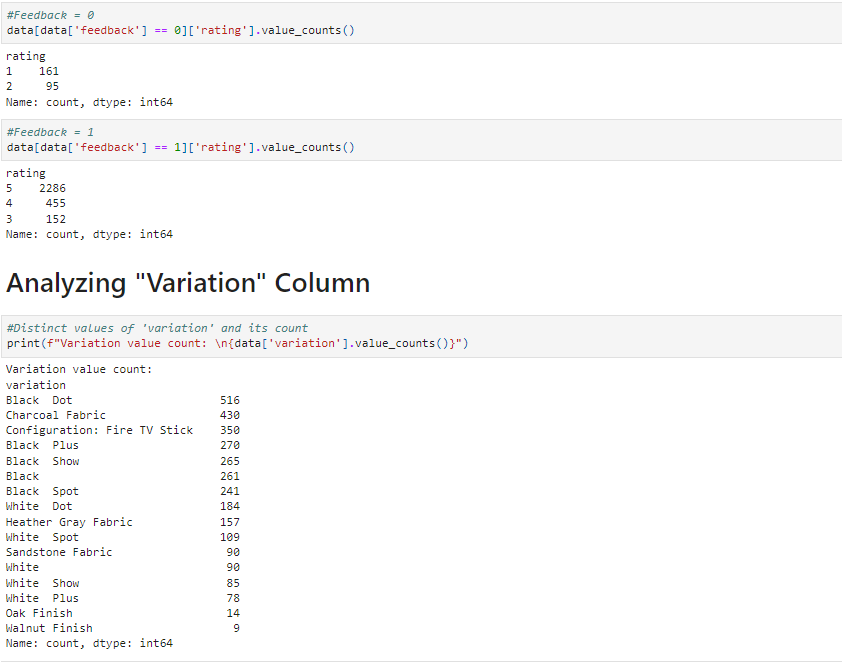 #Feedback = 0
data[data['feedback'] == 0]['rating'].value_counts()
rating
1    161
2     95
Name: count, dtype: int64
#Feedback = 1
data[data['feedback'] == 1]['rating'].value_counts()
rating
5    2286
4     455
3     152
Name: count, dtype: int64
Analyzing "Variation" Column
#Distinct values of 'variation' and its count
print(f"Variation value count: \n{data['variation'].value_counts()}")
Variation value count:
variation
Black  Dot                      516
Charcoal Fabric                 430
Configuration: Fire TV Stick    350
Black  Plus                     270
Black  Show                     265
Black                           261
Black  Spot                     241
White  Dot                      184
Heather Gray Fabric             157
White  Spot                     109
Sandstone Fabric                 90
White                            90
White  Show                      85
White  Plus                      78
Oak Finish                       14
Walnut Finish                     9
Name: count, dtype: int64